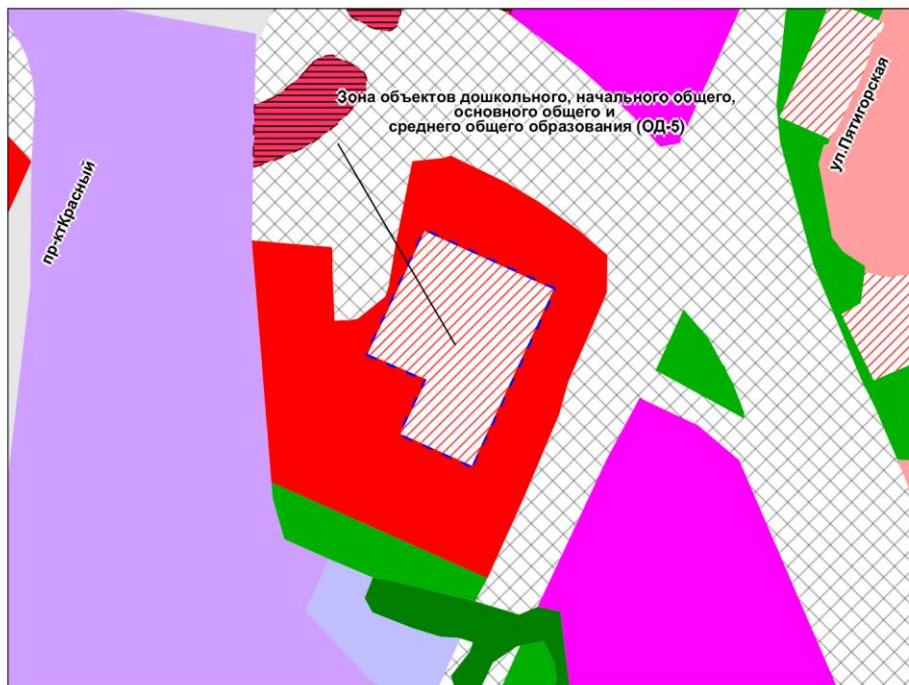 Зона объектов дошкольного, начального общего,
основного общего и
среднего общего образования (ОД-5)
пр-ктКрасный
ул.Пятигорская